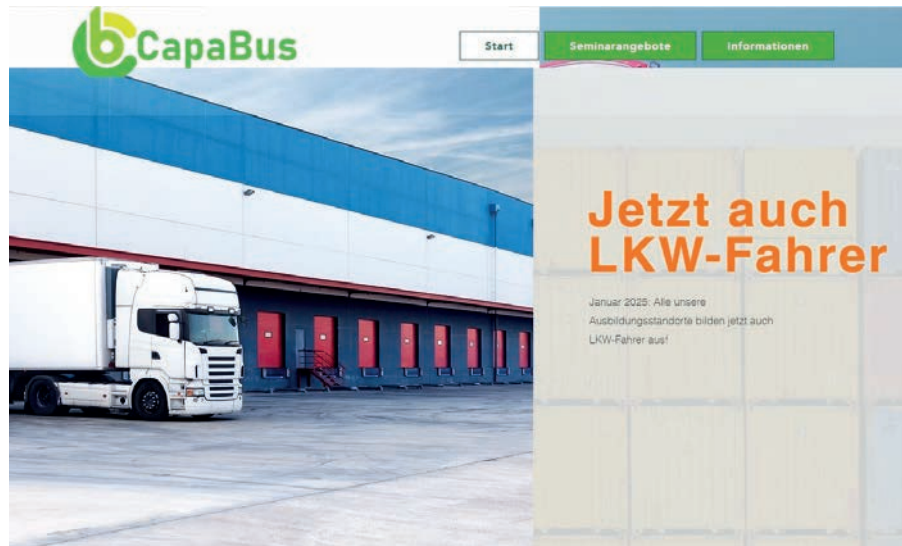 CapaBus
Start
Seminarangebote
Informationen
Jetzt auch
LKW-Fahrer
Januar 2025: Alle unsere
Ausbildungsstandorte bilden jetzt auch
LKW-Fahrer aus!